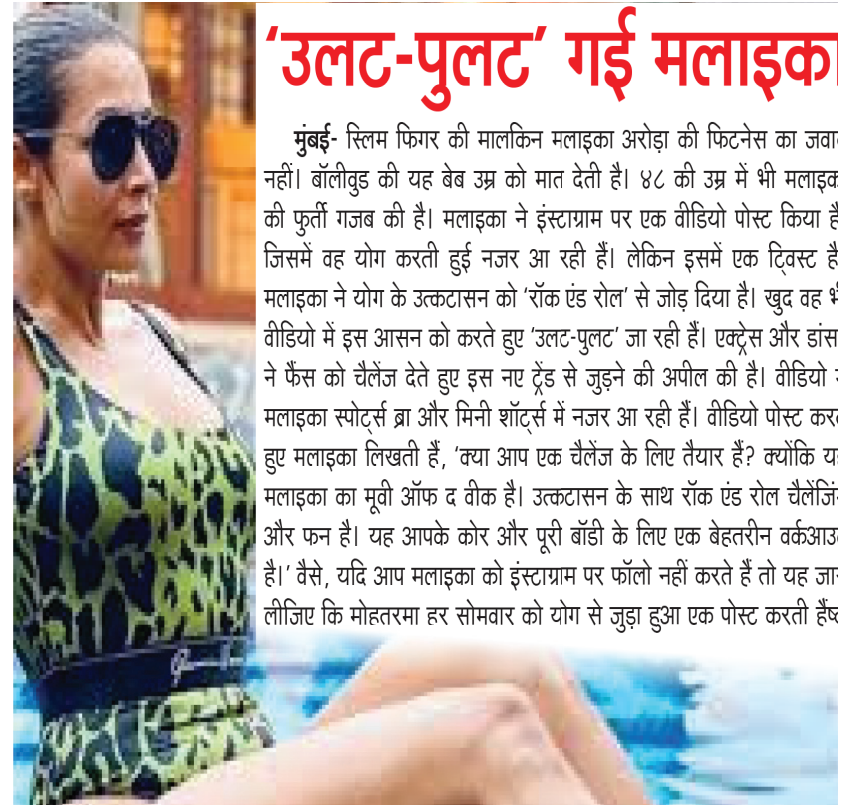 ‘उलट-पुलट’ गई मलाइका
मुंबई- स्लिम फिगर की मालकिन मलाइका अरोड़ा की फिटनेस का
नहीं। बॉलीवुड की यह बेब उम्र को मात देती है। ४८ की उम्र में भी
की फुर्ती गजब की है। मलाइका ने इंस्टाग्राम पर एक वीडियो पोस्ट किया है
जिसमें वह योग करती हुई नजर आ रही हैं। लेकिन इसमें एक ट्विस्ट है
मलाइका ने योग के उत्कटासन को ‘रॉक एंड रोल’ से जोड़ दिया है। खुद वह
वीडियो में इस आसन को करते हुए ‘उलट-पुलट’ जा रही हैं। एक्ट्रेस और
ने फैंस को चैलेंज देते हुए इस नए ट्रेंड से जुड़ने की अपील की है। वीडियो
मलाइका स्पोर्ट्स ब्रा और मिनी शॉर्ट्स में नजर आ रही हैं। वीडियो पोस्ट
हुए मलाइका लिखती हैं, ‘क्या आप एक चैलेंज के लिए तैयार हैं? क्योंकि
मलाइका का मूवी ऑफ द वीक है। उत्कटासन के साथ रॉक एंड रोल
और फन है। यह आपके कोर और पूरी बॉडी के लिए एक बेहतरीन
है।’ वैसे, यदि आप मलाइका को इंस्टाग्राम पर फॉलो नहीं करते हैं तो यह
लीजिए कि मोहतरमा हर सोमवार को योग से जुड़ा हुआ एक पोस्ट करती